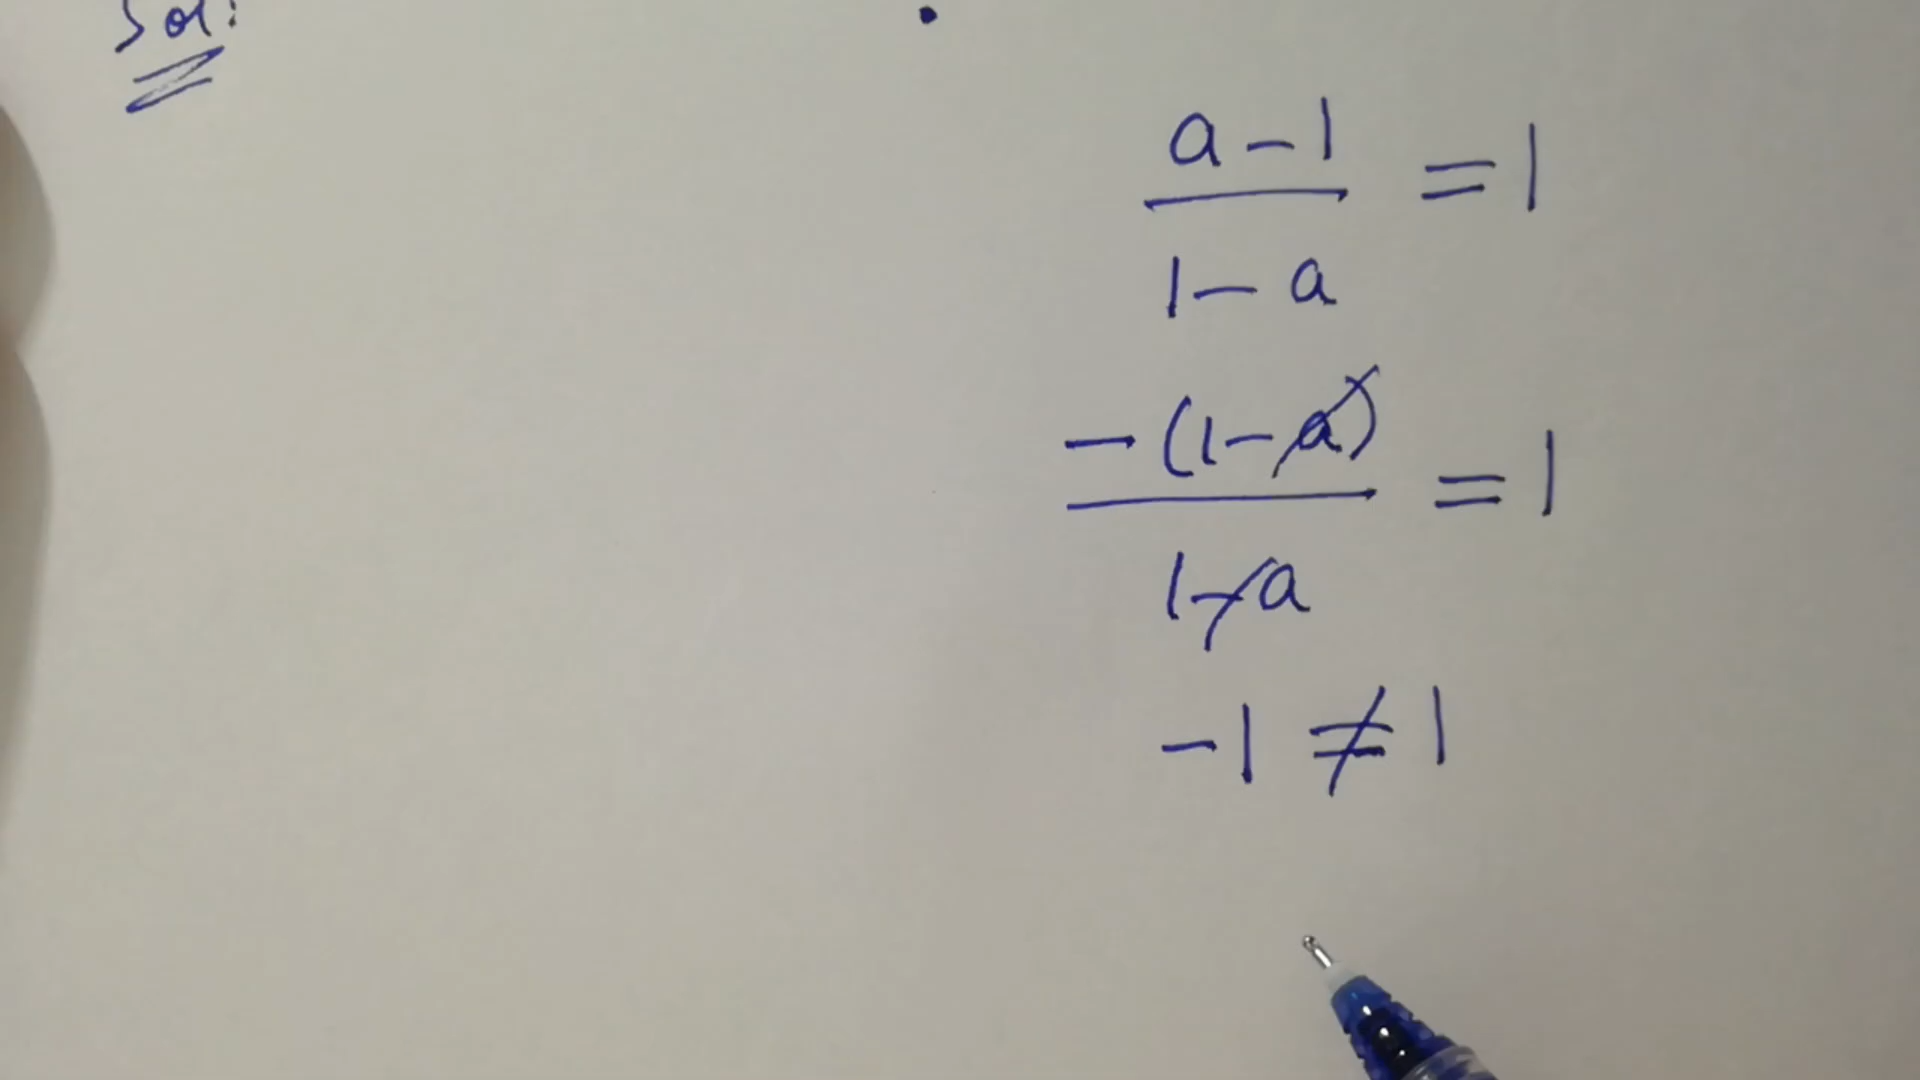 Sol:
a - 1
1 - a
= 1
- (1 - a)
1 - a
= 1
-1 ≠ 1